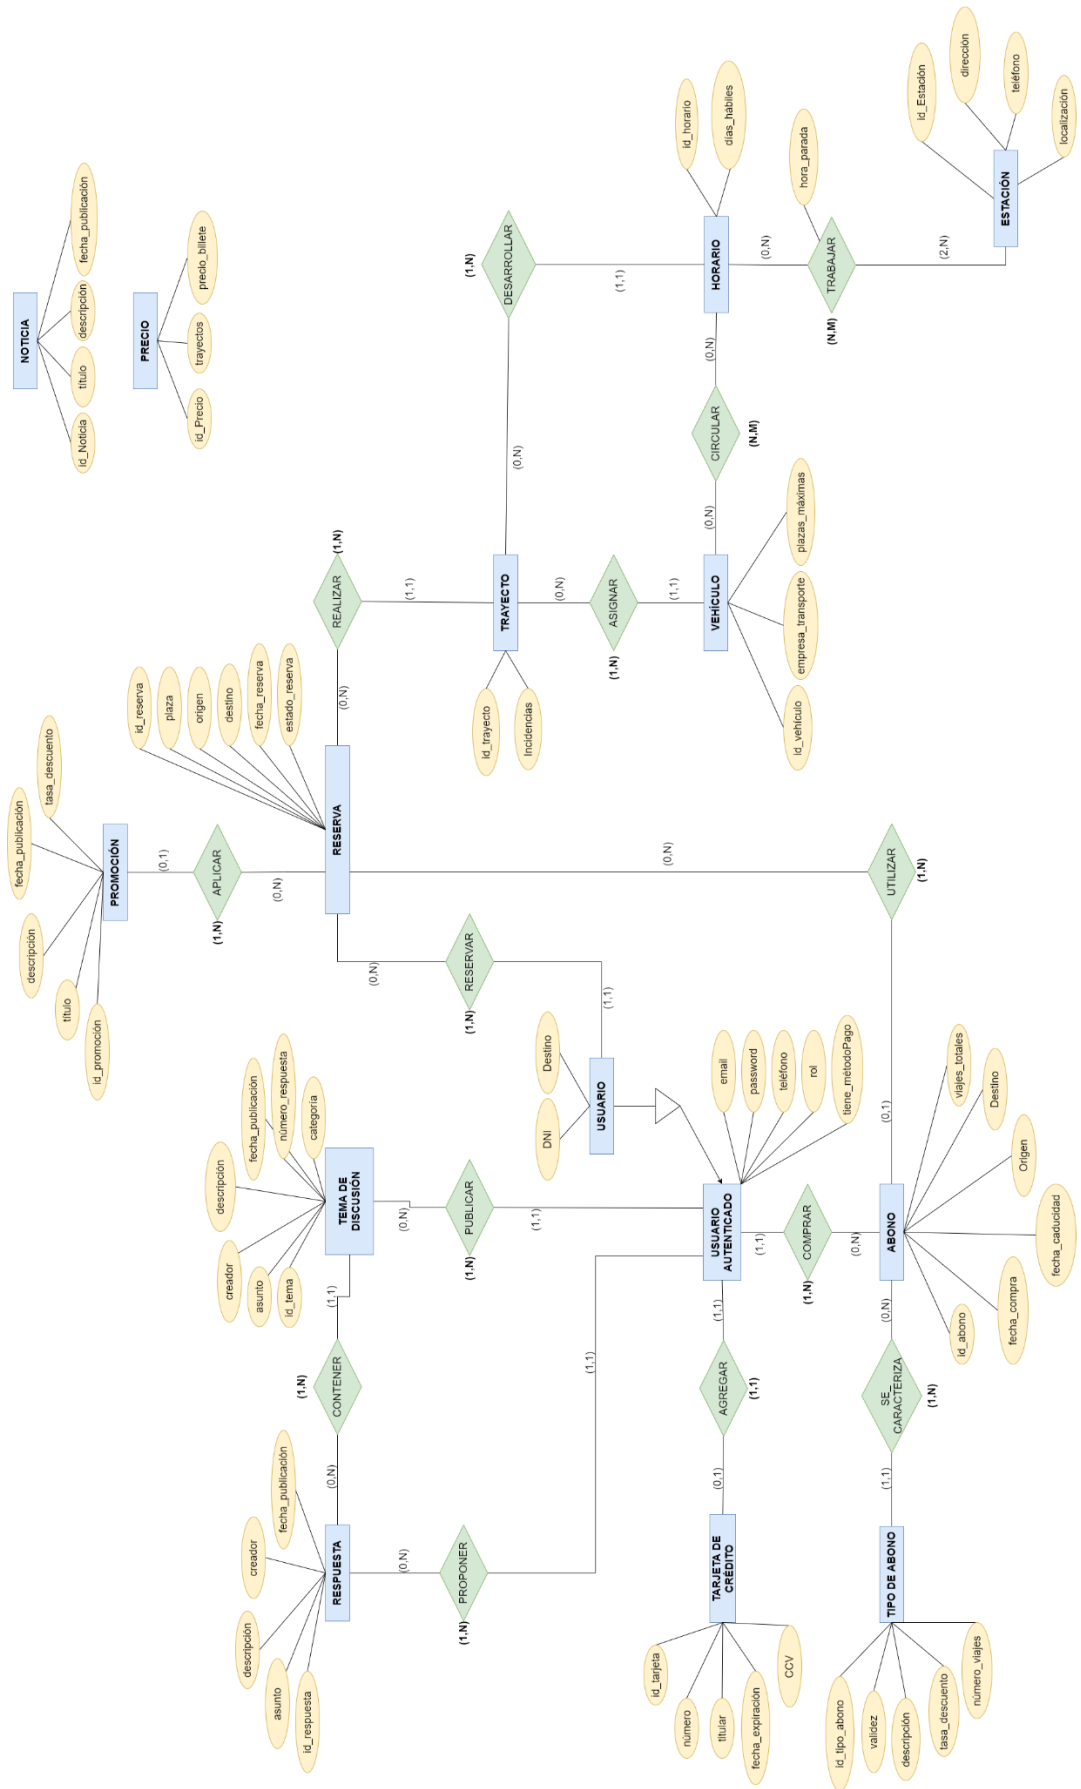 NOTICIA
id_Noticia
título
descripción
fecha_publicación
PRECIO
id_Precio
trayectos
precio_billete
PROMOCIÓN
id_promoción
título
descripción
fecha_publicación
tasa_descuento
(0,1)
APLICAR
(1,N)
(0,N)
RESERVA
id_reserva
plaza
origen
destino
fecha_reserva
estado_reserva
(0,N)
REALIZAR
(1,N)
(1,1)
(0,N)
RESERVAR
(1,N)
(1,1)
(0,N)
UTILIZAR
(1,N)
(0,1)
RESPUESTA
id_respuesta
asunto
descripción
creador
fecha_publicación
(0,N)
CONTENER
(1,N)
(1,1)
TEMA DE
DISCUSIÓN
id_tema
asunto
creador
descripción
fecha_publicación
número_respuesta
categoria
(0,N)
PROPONER
(1,N)
(1,1)
(0,N)
PUBLICAR
(1,N)
(1,1)
USUARIO
DNI
Destino
TRAYECTO
id_trayecto
Incidencias
(0,N)
DESARROLLAR
(1.N)
(1,1)
(0,N)
ASIGNAR
(1,N)
(1,1)
TARJETA DE
CRÉDITO
id_tarjeta
número
titular
fecha_expiración
CCV
(0,1)
AGREGAR
(1,1)
(1,1)
USUARIO
AUTENTICADO
email
password
teléfono
rol
tiene_métodoPago
(1,1)
COMPRAR
(1,N)
(0,N)
VEHÍCULO
id_vehículo
empresa_transporte
plazas_máximas
(0,N)
CIRCULAR
(N,M)
(0,N)
HORARIO
id_horario
días_hábiles
(0,N)
TRABAJAR
(N,M)
hora_parada
(2,N)
ESTACIÓN
id_Estación
dirección
teléfono
localización
TIPO DE ABONO
id_tipo_abono
validez
descripción
tasa_descuento
número_viajes
(1,1)
SE_
CARACTERIZA
(1,N)
(0,N)
ABONO
id_abono
fecha_compra
fecha_caducidad
Origen
Destino
viajes_totales